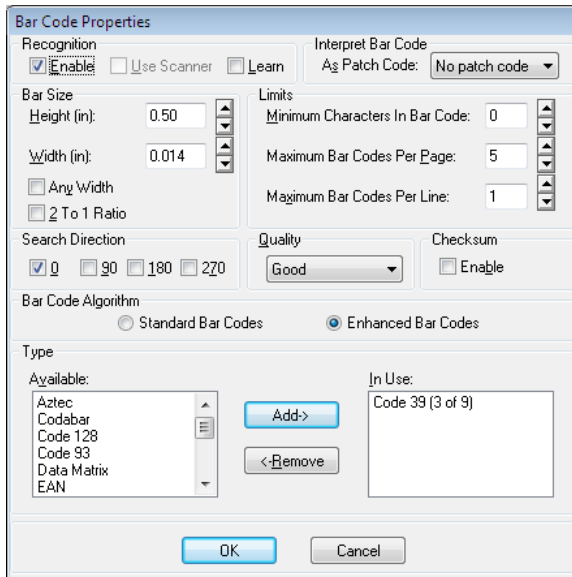 Bar Code Properties
Recognition
Enable Use Scanner Learn
Interpret Bar Code
As Patch Code: No patch code
Bar Size
Height (in): 0.50
Width (in): 0.014
Any Width
2 To 1 Ratio
Limits
Minimum Characters In Bar Code: 0
Maximum Bar Codes Per Page: 5
Maximum Bar Codes Per Line: 1
Search Direction
0 90 180 270
Quality
Good
Checksum
Enable
Bar Code Algorithm
Standard Bar Codes Enhanced Bar Codes
Type
Available:
Aztec
Codabar
Code 128
Code 93
Data Matrix
EAN
Add->
<-Remove
In Use:
Code 39 (3 of 9)
OK Cancel